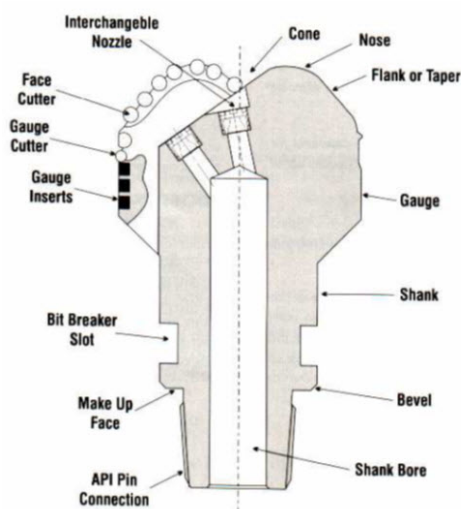 Interchangeble
Nozzle
Cone
Nose
Flank or Taper
Face
Cutter
Gauge
Cutter
Gauge
Inserts
Gauge
Shank
Bit Breaker
Slot
Make Up
Face
Bevel
API Pin
Connection
Shank Bore